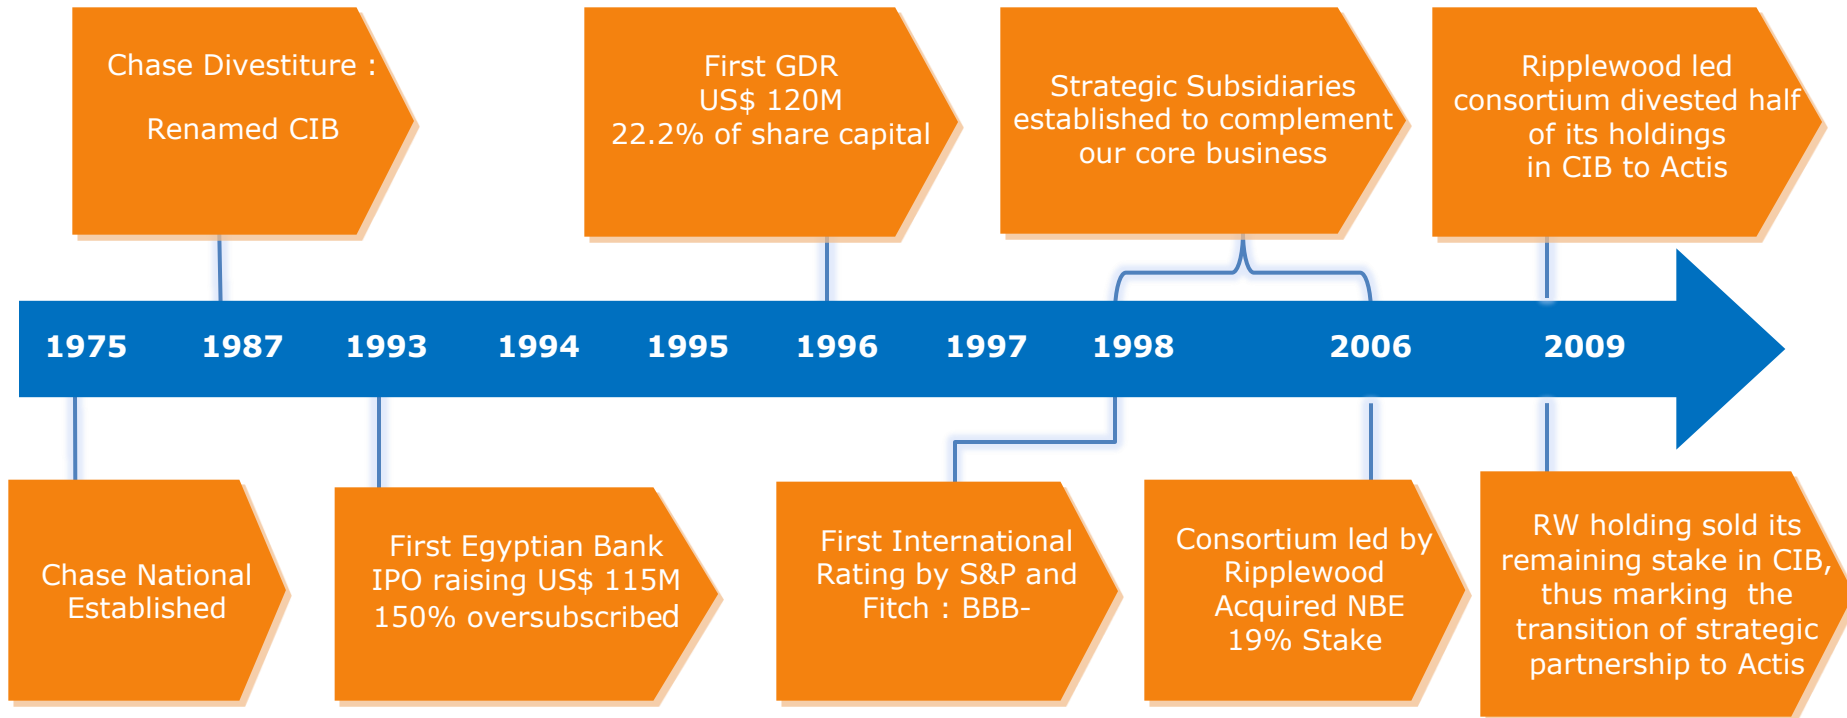 Chase Divestiture :
Renamed CIB
First GDR
US$ 120M
22.2% of share capital
Strategic Subsidiaries
established to complement
our core business
Ripplewood led
consortium divested half
of its holdings
in CIB to Actis
1975 1987 1993 1994 1995 1996 1997 1998 2006 2009
Chase National
Established
First Egyptian Bank
IPO raising US$ 115M
150% oversubscribed
First International
Rating by S&P and
Fitch : BBB-
Consortium led by
Ripplewood
Acquired NBE
19% Stake
RW holding sold its
remaining stake in CIB,
thus marking the
transition of strategic
partnership to Actis